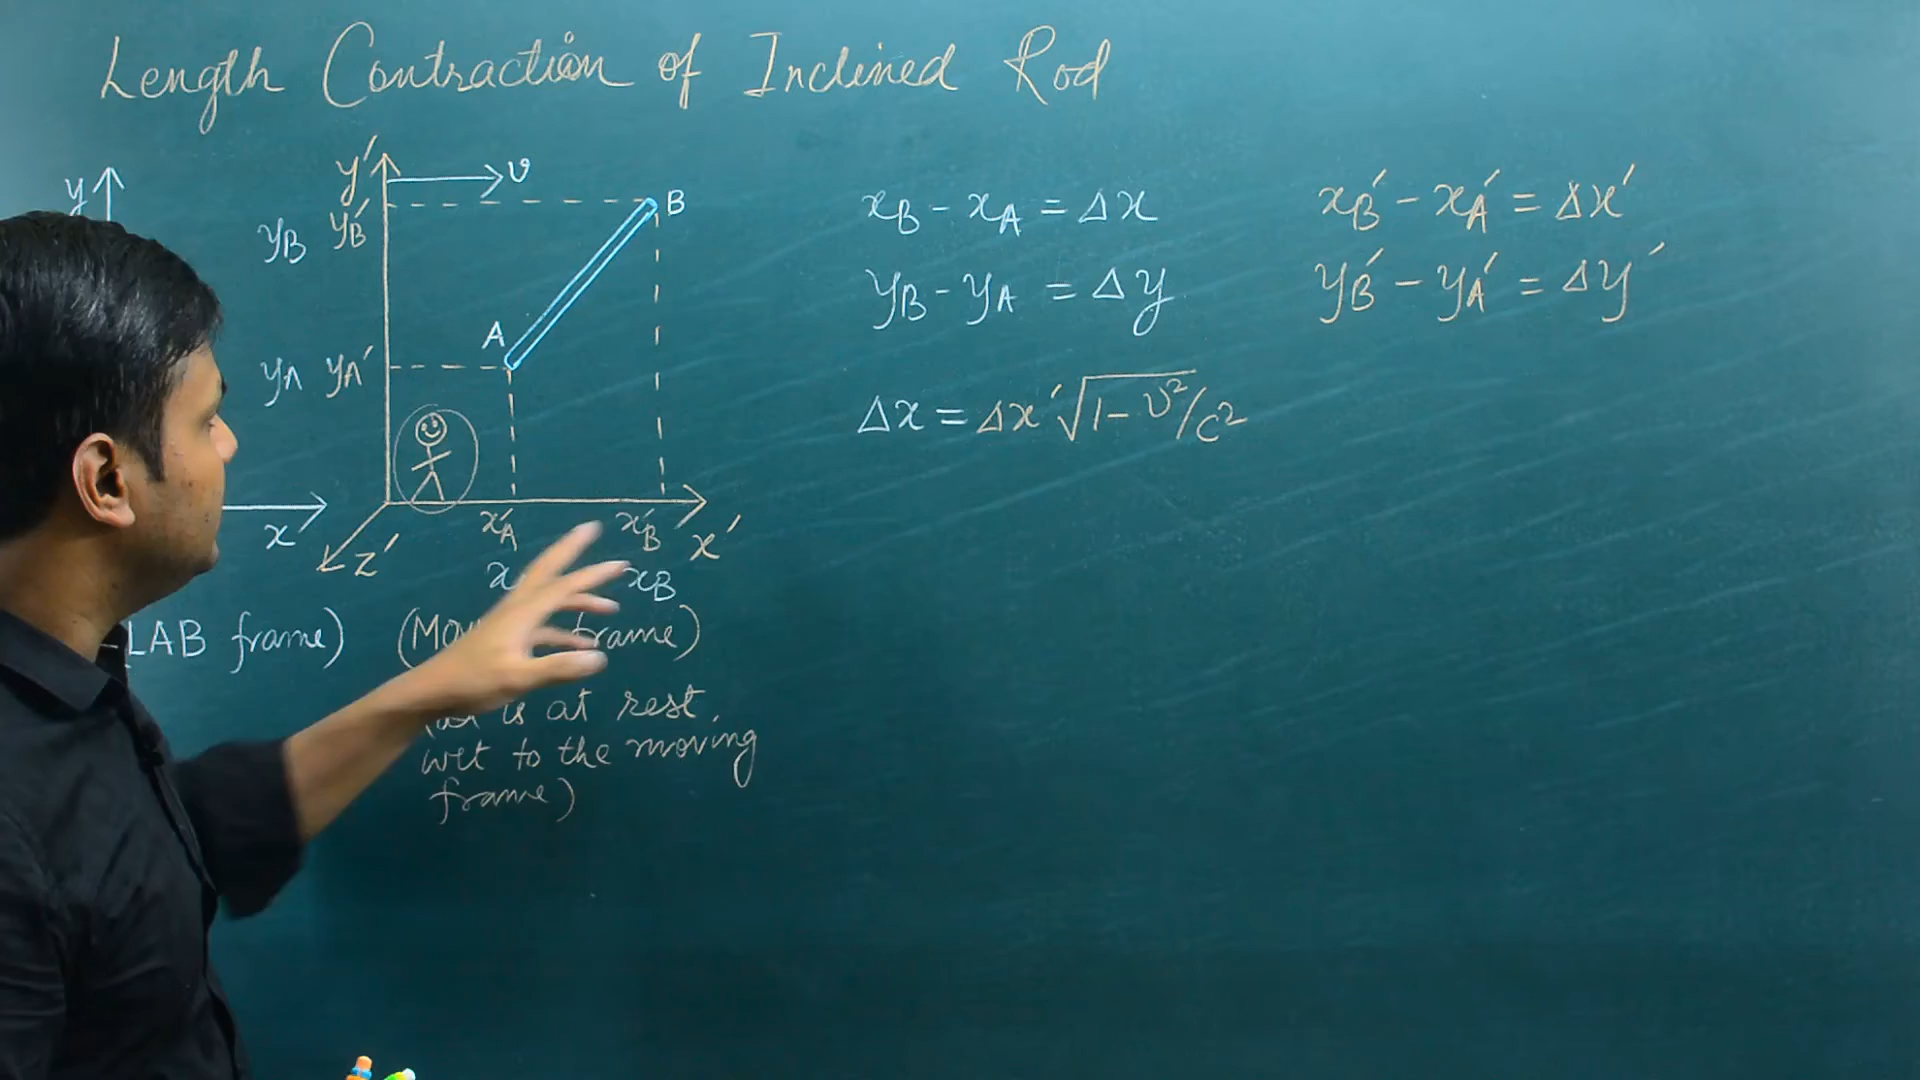 Length Contraction of Inclined Rod
y
y′ v
yB yB′ B
A
yA yA′
x z′ xA′ xB′ x′
xB
(LAB frame) frame)
is at rest
wrt to the moving
frame)
xB - xA = Δx
yB - yA = Δy
Δx = Δx′ √1 - v²/c²
xB′ - xA′ = Δx′
yB′ - yA′ = Δy′